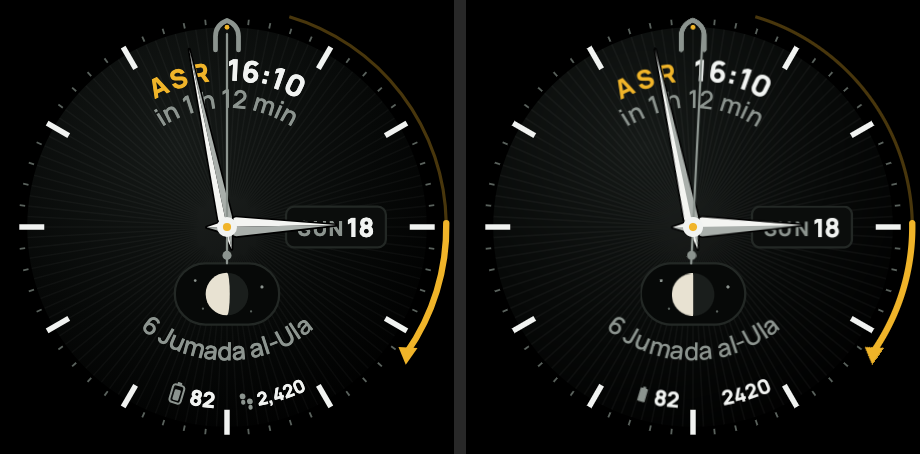 ASR 16:10
in 1h 12 min
SUN 18
6 Jumada al-Ula
82 2,420
ASR 16:10
in 1h 12 min
SUN 18
6 Jumada al-Ula
82 2420